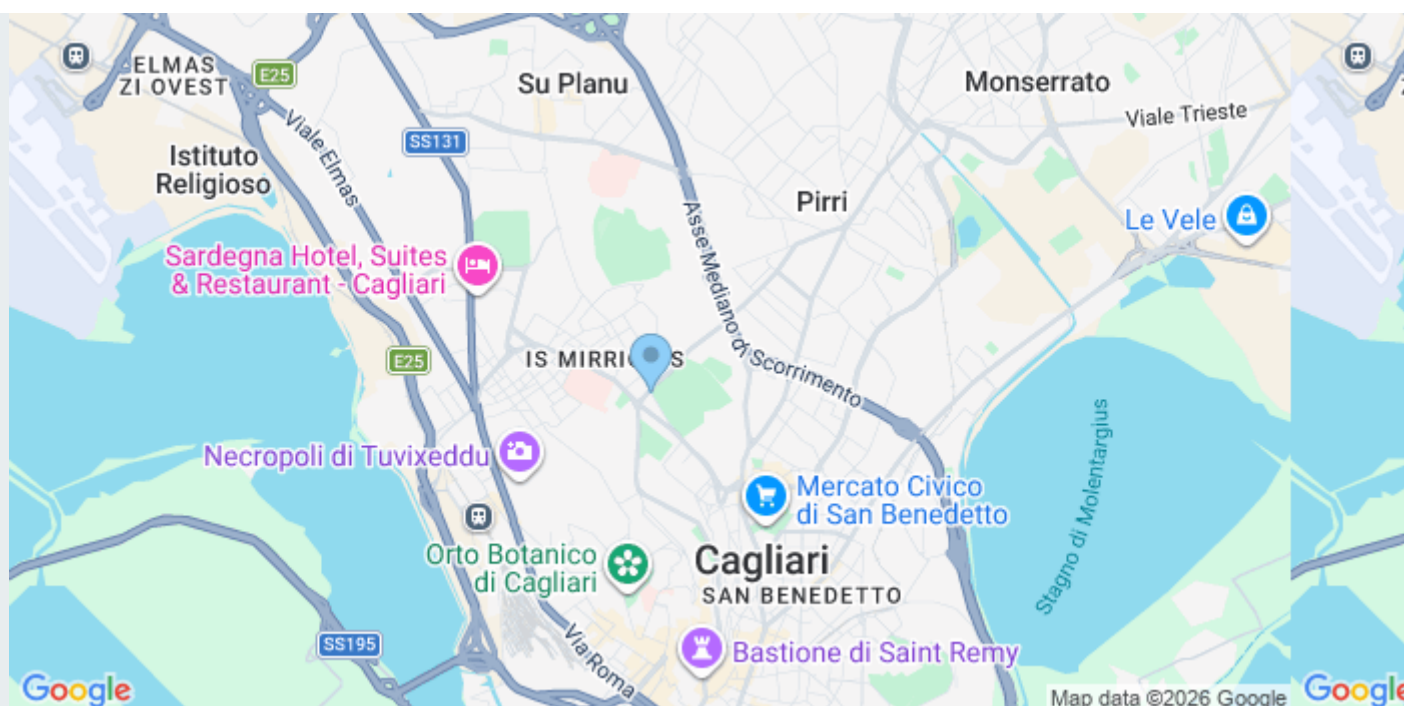 ELMAS
ZI OVEST
E25
Su Planu
Monserrato
Viale Trieste
Viale Elmas
SS131
Istituto
Religioso
Pirri
Le Vele
Asse Mediano di Scorrimento
Sardegna Hotel, Suites
& Restaurant - Cagliari
E25
Necropoli di Tuvixeddu
Mercato Civico
di San Benedetto
Stagno di Molentargius
Orto Botanico
di Cagliari
Cagliari
SAN BENEDETTO
SS195
Via Roma
Bastione di Saint Remy
Google
Map data ©2026 Google
Google